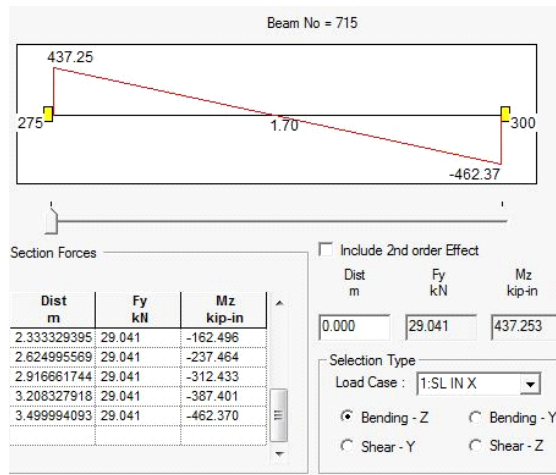 Beam No = 715
437.25
275
1.70
300
-462.37
Section Forces
Dist m Fy kN Mz kip-in
2.333329395 29.041 -162.496
2.624995569 29.041 -237.464
2.916661744 29.041 -312.433
3.208327918 29.041 -387.401
3.499994093 29.041 -462.370
Include 2nd order Effect
Dist Fy Mz
m kN kip-in
0.000 29.041 437.253
Selection Type
Load Case : 1:SL IN X
Bending - Z Bending - Y
Shear - Y Shear - Z